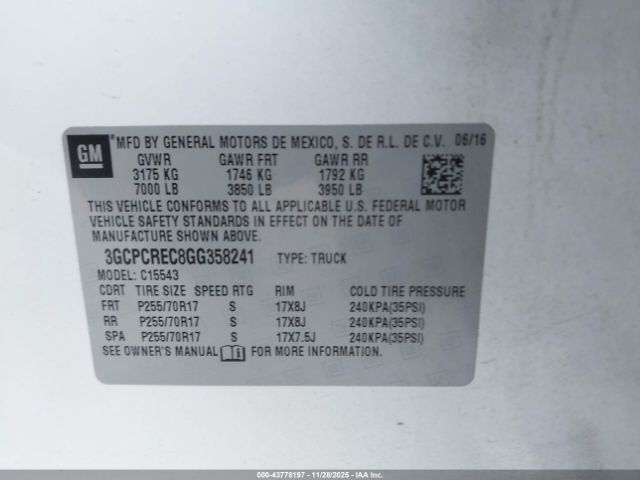 GM ® MFD BY GENERAL MOTORS DE MEXICO, S. DE R.L. DE C.V. 06/16
GVWR GAWR FRT GAWR RR
3175 KG 1746 KG 1792 KG
7000 LB 3850 LB 3950 LB
THIS VEHICLE CONFORMS TO ALL APPLICABLE U.S. FEDERAL MOTOR
VEHICLE SAFETY STANDARDS IN EFFECT ON THE DATE OF
MANUFACTURE SHOWN ABOVE.
3GCPCREC8GG358241 TYPE: TRUCK
MODEL: C15543
CDRT TIRE SIZE SPEED RTG RIM COLD TIRE PRESSURE
FRT P255/70R17 S 17X8J 240KPA(35PSI)
RR P255/70R17 S 17X8J 240KPA(35PSI)
SPA P255/70R17 S 17X7.5J 240KPA(35PSI)
SEE OWNER'S MANUAL FOR MORE INFORMATION.
000-43778197 - 11/28/2025 - IAA Inc.